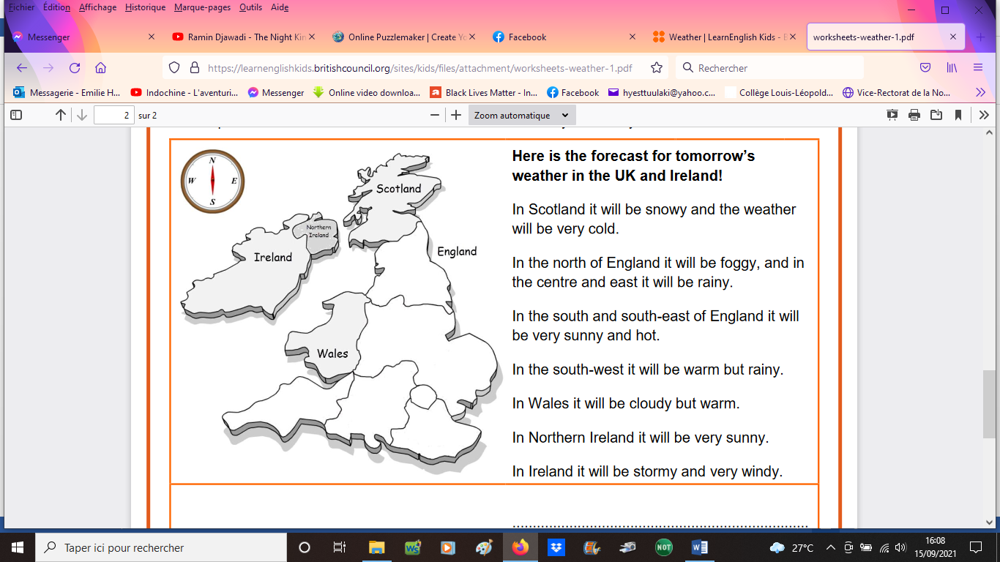 Fichier Édition Affichage Historique Marque-pages Outils Aide
Messenger
Ramin Djawadi - The Night Kin
Online Puzzlemaker | Create Yo
Facebook
Weather | LearnEnglish Kids - B
worksheets-weather-1.pdf
https://learnenglishkids.britishcouncil.org/sites/kids/files/attachment/worksheets-weather-1.pdf
Rechercher
Messagerie - Emilie H...
Indochine - L'aventuri...
Messenger
Online video downloa...
Black Lives Matter - In...
Facebook
hyesttuulaki@yahoo.c...
Collège Louis-Léopold...
Vice-Rectorat de la No...
2 sur 2
Zoom automatique
N
W E
S
Scotland
Northern
Ireland
Ireland
England
Wales
Here is the forecast for tomorrow's
weather in the UK and Ireland!
In Scotland it will be snowy and the weather
will be very cold.
In the north of England it will be foggy, and in
the centre and east it will be rainy.
In the south and south-east of England it will
be very sunny and hot.
In the south-west it will be warm but rainy.
In Wales it will be cloudy but warm.
In Northern Ireland it will be very sunny.
In Ireland it will be stormy and very windy.
Taper ici pour rechercher
NOT
27°C
16:08
15/09/2021